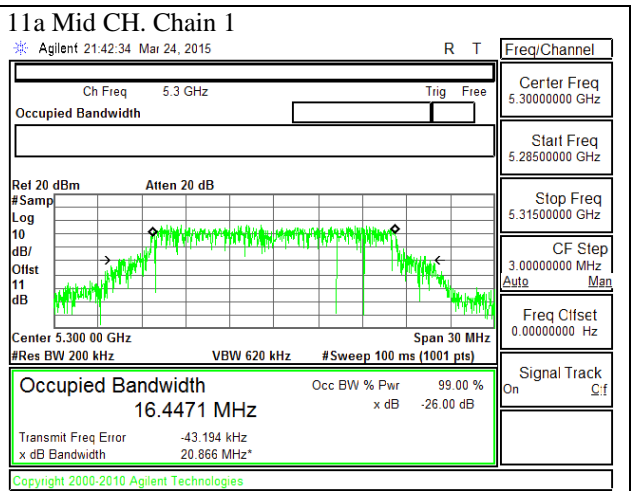 11a Mid CH. Chain 1
Agilent 21:42:34 Mar 24, 2015 R T
Freq/Channel
Ch Freq 5.3 GHz Trig Free
Occupied Bandwidth
Center Freq
5.30000000 GHz
Start Freq
5.28500000 GHz
Stop Freq
5.31500000 GHz
CF Step
3.00000000 MHz
Auto Man
Freq Offset
0.00000000 Hz
Signal Track
On Off
Ref 20 dBm Atten 20 dB
#Samp
Log
10
dB/
Offst
11
dB
Center 5.300 00 GHz Span 30 MHz
#Res BW 200 kHz VBW 620 kHz #Sweep 100 ms (1001 pts)
Occupied Bandwidth Occ BW % Pwr 99.00 %
16.4471 MHz x dB -26.00 dB
Transmit Freq Error -43.194 kHz
x dB Bandwidth 20.866 MHz*
Copyright 2000-2010 Agilent Technologies